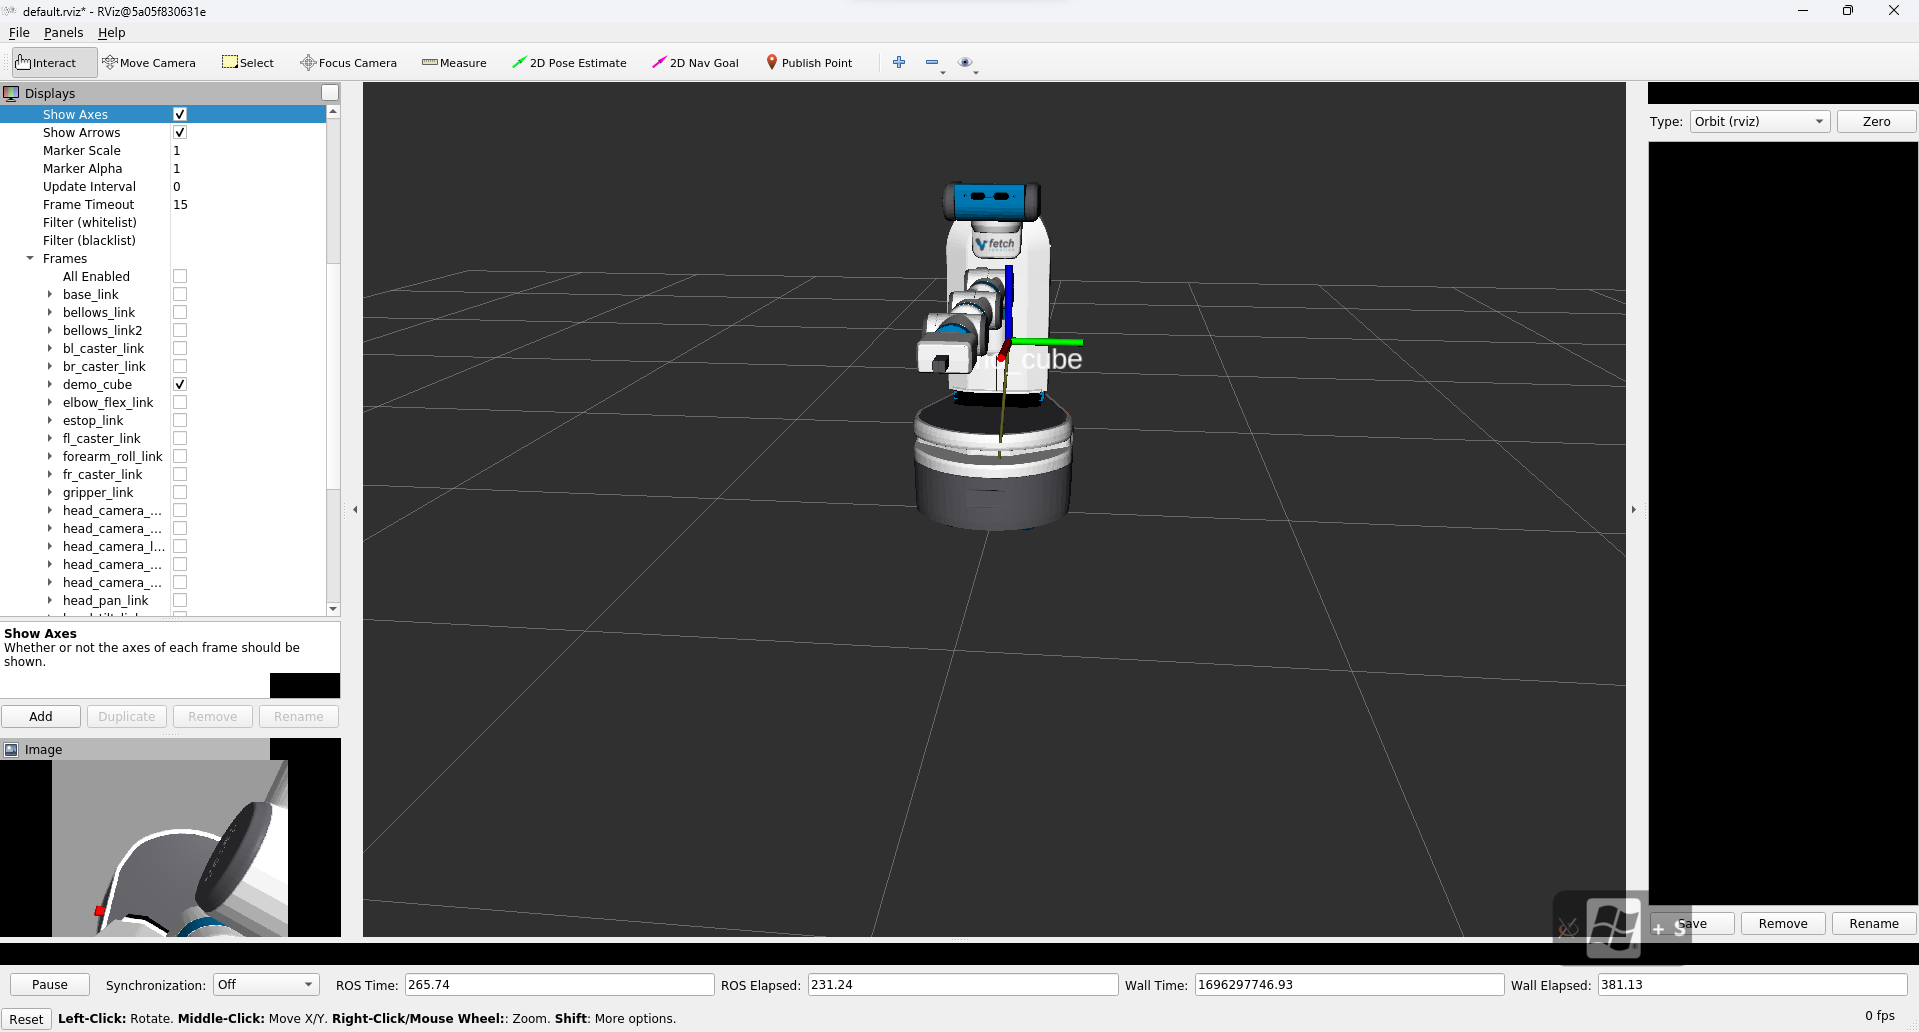 default.rviz* - RViz@5a05f830631e
File Panels Help
Interact Move Camera Select Focus Camera Measure 2D Pose Estimate 2D Nav Goal Publish Point
Displays
Show Axes
Show Arrows
Marker Scale 1
Marker Alpha 1
Update Interval 0
Frame Timeout 15
Filter (whitelist)
Filter (blacklist)
Frames
All Enabled
base_link
bellows_link
bellows_link2
bl_caster_link
br_caster_link
demo_cube
elbow_flex_link
estop_link
fl_caster_link
forearm_roll_link
fr_caster_link
gripper_link
head_camera_...
head_camera_...
head_camera_l...
head_camera_...
head_camera_...
head_pan_link
Show Axes
Whether or not the axes of each frame should be
shown.
Add Duplicate Remove Rename
Image
fetch
_cube
Type: Orbit (rviz) Zero
Save Remove Rename
+ S
Pause Synchronization: Off ROS Time: 265.74 ROS Elapsed: 231.24 Wall Time: 1696297746.93 Wall Elapsed: 381.13
Reset Left-Click: Rotate. Middle-Click: Move X/Y. Right-Click/Mouse Wheel:: Zoom. Shift: More options.
0 fps